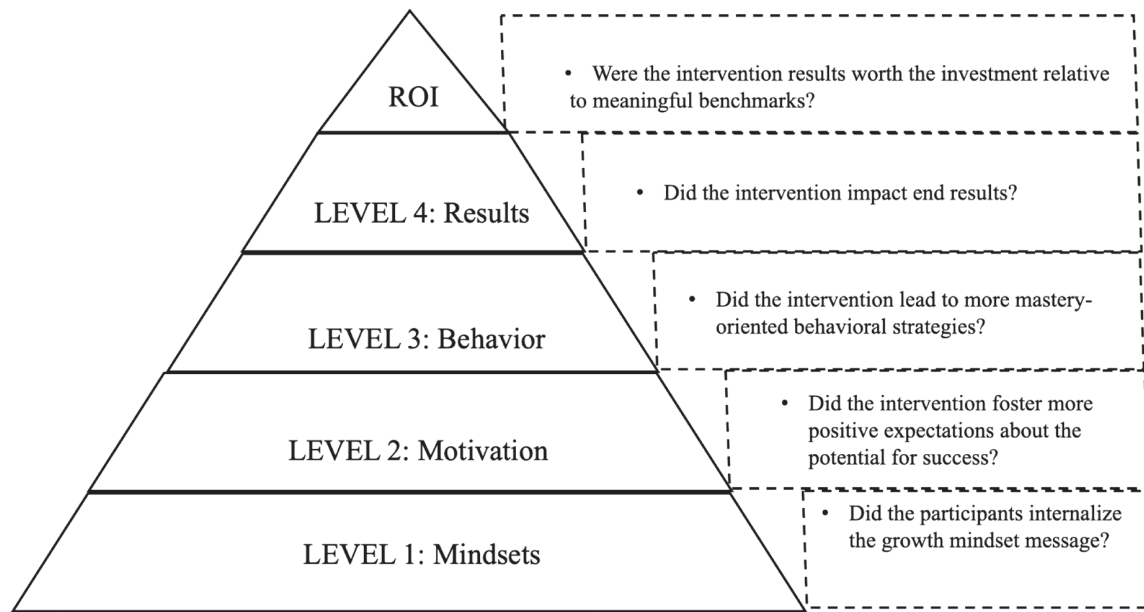 ROI
• Were the intervention results worth the investment relative
to meaningful benchmarks?
LEVEL 4: Results
• Did the intervention impact end results?
LEVEL 3: Behavior
• Did the intervention lead to more mastery-
oriented behavioral strategies?
LEVEL 2: Motivation
• Did the intervention foster more
positive expectations about the
potential for success?
LEVEL 1: Mindsets
• Did the participants internalize
the growth mindset message?